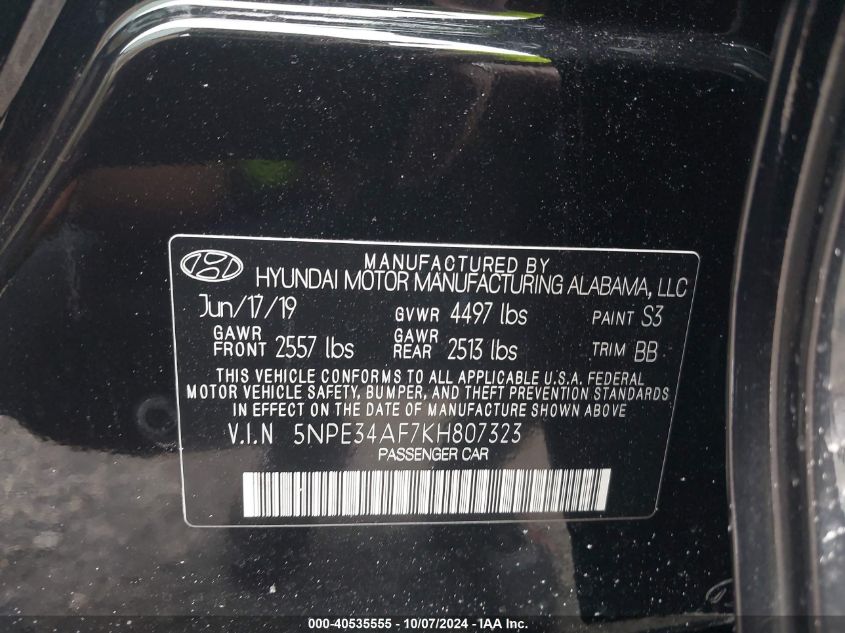 MANUFACTURED BY
HYUNDAI MOTOR MANUFACTURING ALABAMA, LLC
Jun/17/19 GVWR 4497 lbs PAINT S3
GAWR FRONT 2557 lbs GAWR REAR 2513 lbs TRIM BB
THIS VEHICLE CONFORMS TO ALL APPLICABLE U.S.A. FEDERAL
MOTOR VEHICLE SAFETY, BUMPER, AND THEFT PREVENTION STANDARDS
IN EFFECT ON THE DATE OF MANUFACTURE SHOWN ABOVE
V.I.N 5NPE34AF7KH807323
PASSENGER CAR
000-40535555 - 10/07/2024 - IAA Inc.